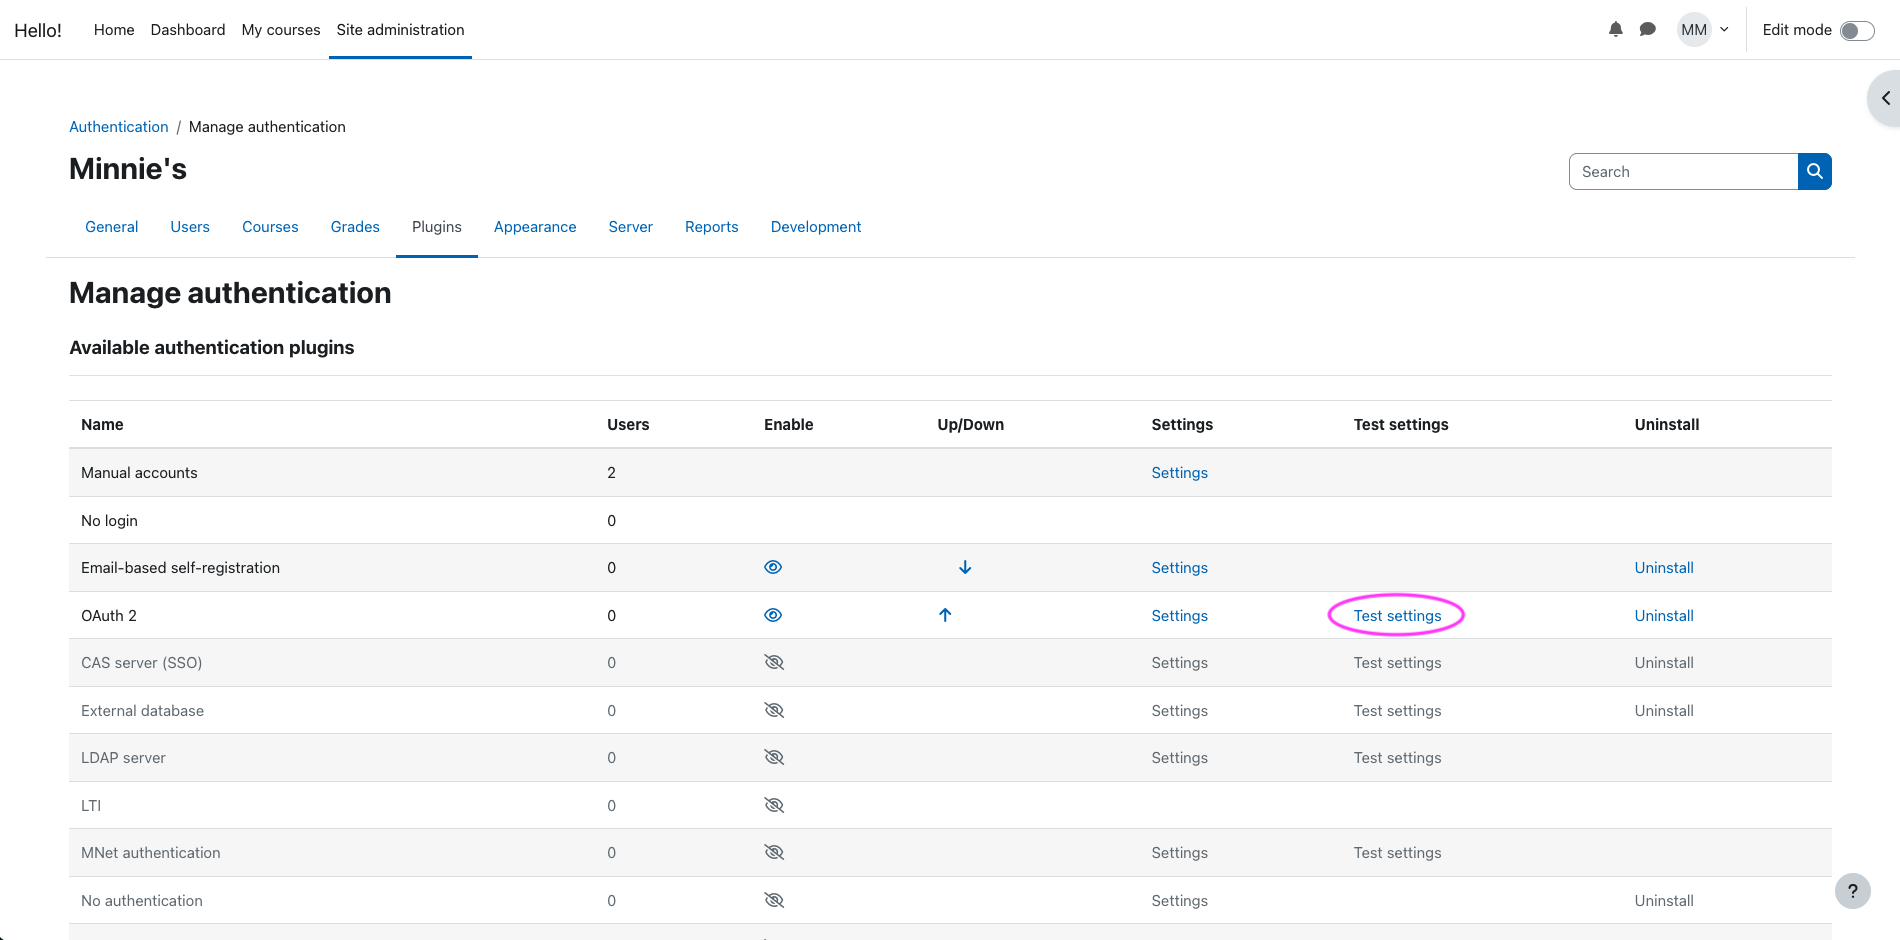 Hello! Home Dashboard My courses Site administration MM Edit mode
Authentication / Manage authentication
Minnie's
Search
General Users Courses Grades Plugins Appearance Server Reports Development
Manage authentication
Available authentication plugins
Name Users Enable Up/Down Settings Test settings Uninstall
Manual accounts 2 Settings
No login 0
Email-based self-registration 0 Settings Uninstall
OAuth 2 0 Settings Test settings Uninstall
CAS server (SSO) 0 Settings Test settings Uninstall
External database 0 Settings Test settings Uninstall
LDAP server 0 Settings Test settings
LTI 0
MNet authentication 0 Settings Test settings
No authentication 0 Settings Uninstall
?